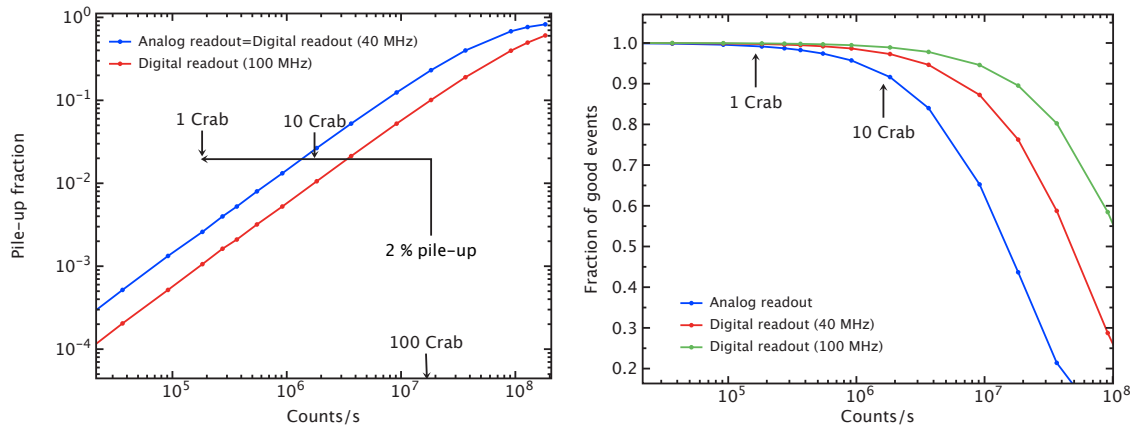 Pile-up fraction
10^0
10^-1
10^-2
10^-3
10^-4
Analog readout=Digital readout (40 MHz)
Digital readout (100 MHz)
1 Crab
10 Crab
2 % pile-up
100 Crab
10^5
10^6
10^7
10^8
Counts/s
Fraction of good events
1.0
0.9
0.8
0.7
0.6
0.5
0.4
0.3
0.2
1 Crab
10 Crab
Analog readout
Digital readout (40 MHz)
Digital readout (100 MHz)
10^5
10^6
10^7
10^8
Counts/s